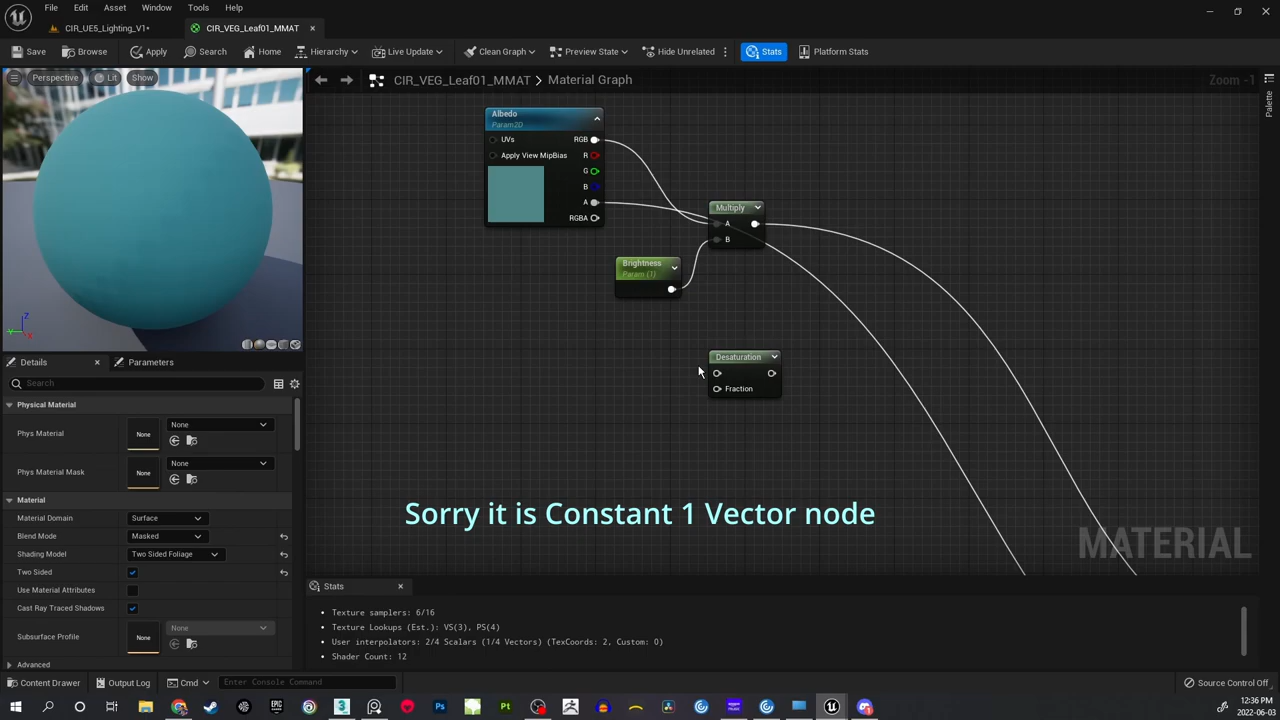 File
Edit
Asset
Window
Tools
Help
CIR_UE5_Lighting_V1*
CIR_VEG_Leaf01_MMAT
Save
Browse
Apply
Search
Home
Hierarchy
Live Update
Clean Graph
Preview State
Hide Unrelated
Stats
Platform Stats
Perspective
Lit
Show
CIR_VEG_Leaf01_MMAT > Material Graph
Zoom -1
Palette
Albedo
Param2D
UVs
RGB
Apply View MipBias
R
G
B
A
RGBA
Multiply
A
B
Brightness
Param (1)
Desaturation
Fraction
Z
Y
X
Details
Parameters
Search
Physical Material
Phys Material
None
None
Phys Material Mask
None
None
Material
Material Domain
Surface
Blend Mode
Masked
Shading Model
Two Sided Foliage
Two Sided
Use Material Attributes
Cast Ray Traced Shadows
Subsurface Profile
None
None
Advanced
Sorry it is Constant 1 Vector node
MATERIAL
Stats
Texture samplers: 6/16
Texture Lookups (Est.): VS(3), PS(4)
User interpolators: 2/4 Scalars (1/4 Vectors) (TexCoords: 2, Custom: 0)
Shader Count: 12
Content Drawer
Output Log
Cmd
Enter Console Command
Source Control Off
Ps
Pt
12:36 PM
2022-06-03